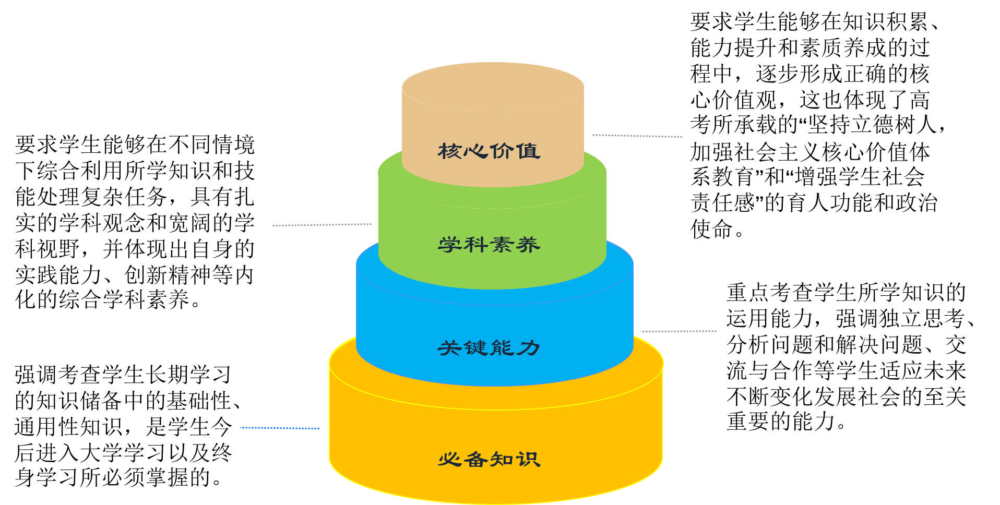 要求学生能够在知识积累、
能力提升和素质养成的过
程中，逐步形成正确的核
心价值观，这也体现了高
考所承载的“坚持立德树人，
加强社会主义核心价值体
系教育”和“增强学生社会
责任感”的育人功能和政治
使命。
核心价值
要求学生能够在不同情境
下综合利用所学知识和技
能处理复杂任务，具有扎
实的学科观念和宽阔的学
科视野，并体现出自身的
实践能力、创新精神等内
化的综合学科素养。
学科素养
重点考查学生所学知识的
运用能力，强调独立思考、
分析问题和解决问题、交
流与合作等学生适应未来
不断变化发展社会的至关
重要的能力。
关键能力
强调考查学生长期学习
的知识储备中的基础性、
通用性知识，是学生今
后进入大学学习以及终
身学习所必须掌握的。
必备知识